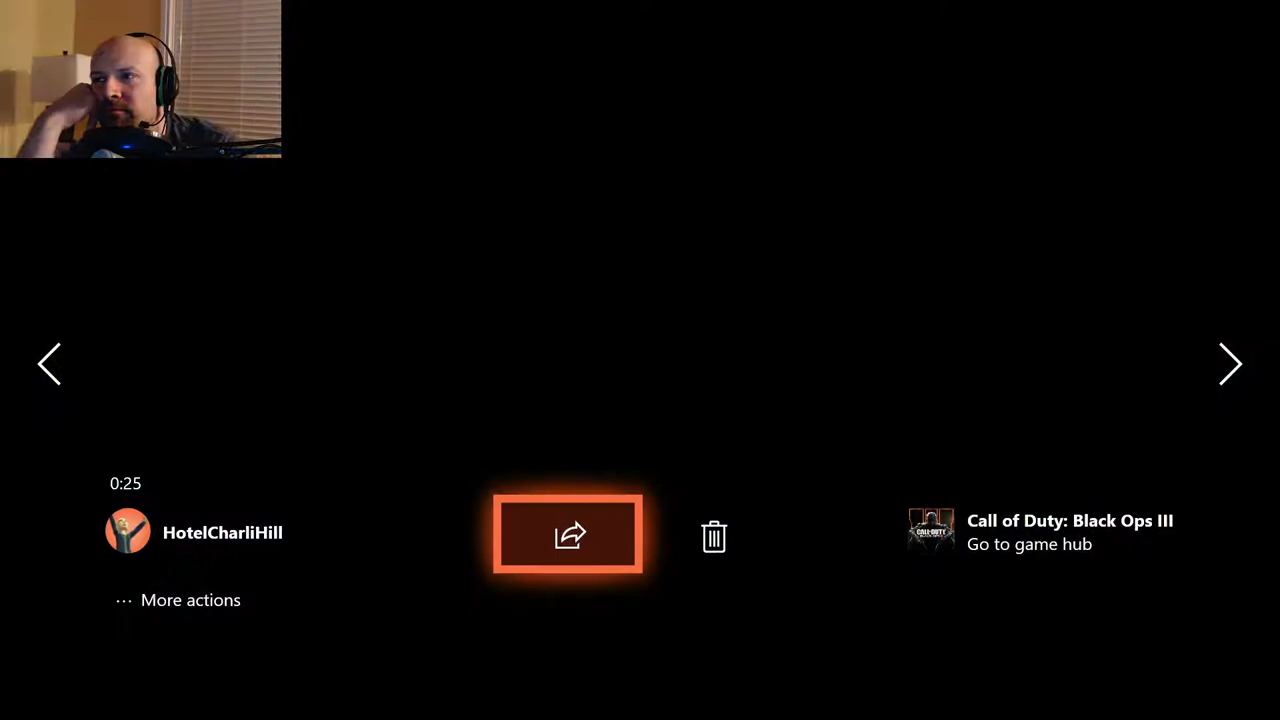 0:25
HotelCharliHill
Call of Duty: Black Ops III
Go to game hub
... More actions